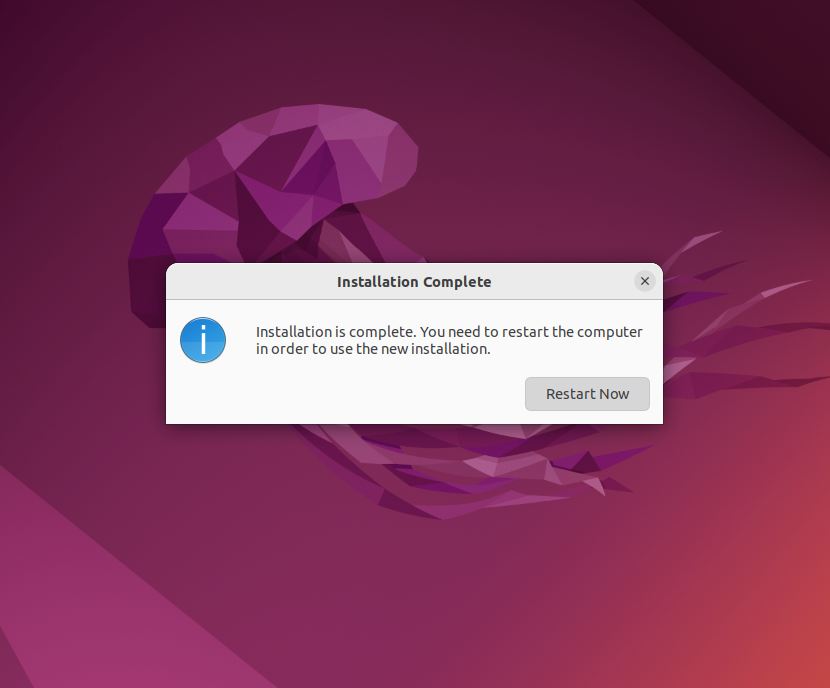 Installation Complete
Installation is complete. You need to restart the computer
in order to use the new installation.
Restart Now